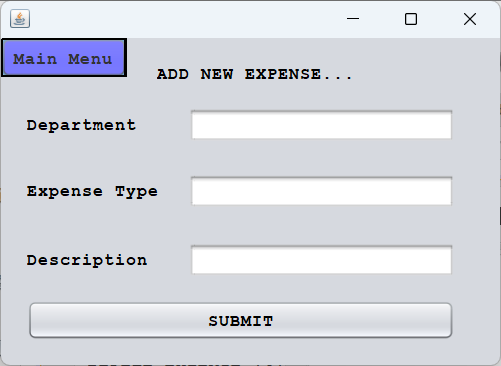 Main Menu
ADD NEW EXPENSE...
Department
Expense Type
Description
SUBMIT